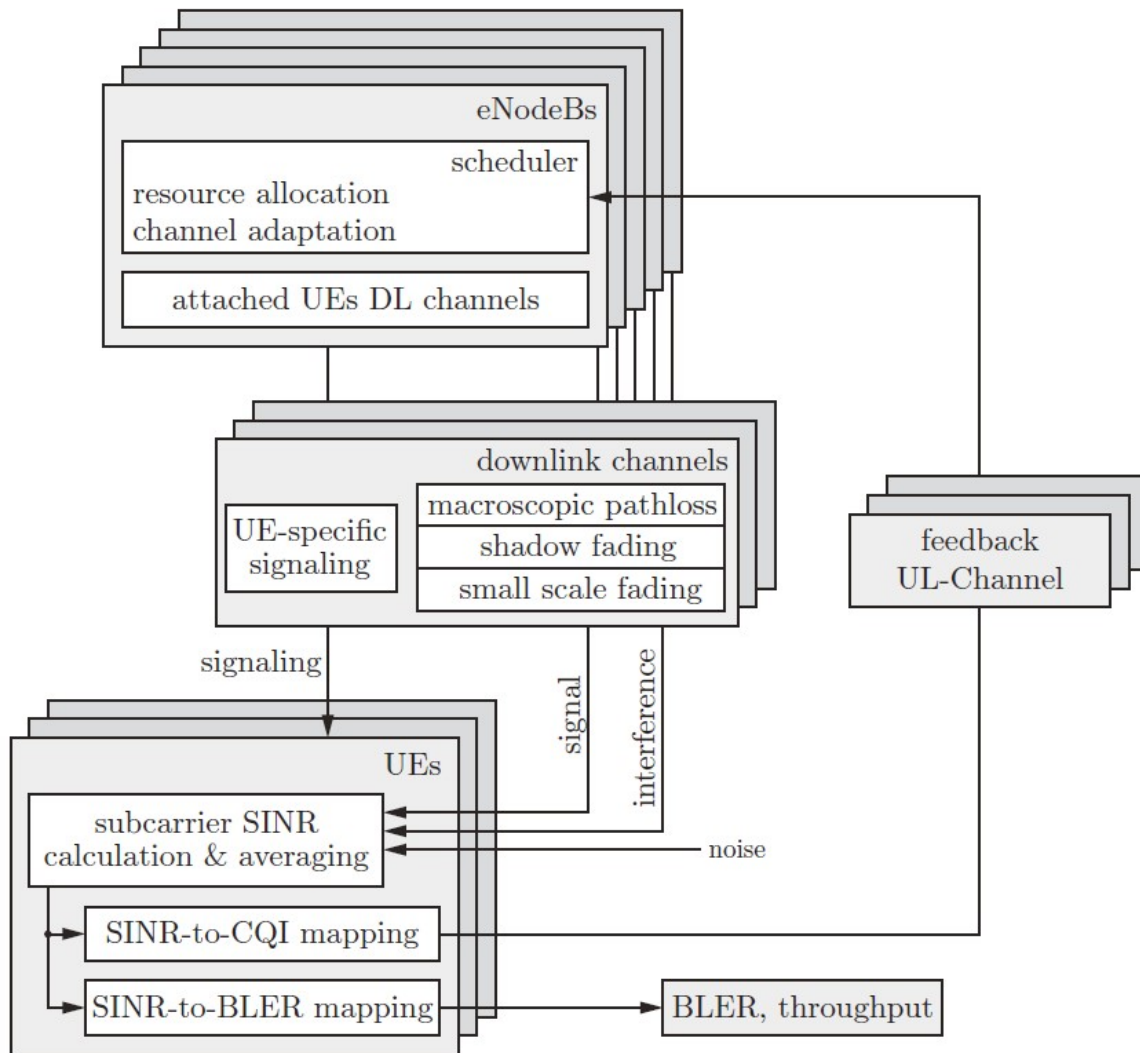 eNodeBs
scheduler
resource allocation
channel adaptation
attached UEs DL channels
downlink channels
UE-specific
signaling
macroscopic pathloss
shadow fading
small scale fading
feedback
UL-Channel
signaling
signal
interference
UEs
subcarrier SINR
calculation & averaging
noise
SINR-to-CQI mapping
SINR-to-BLER mapping
BLER, throughput